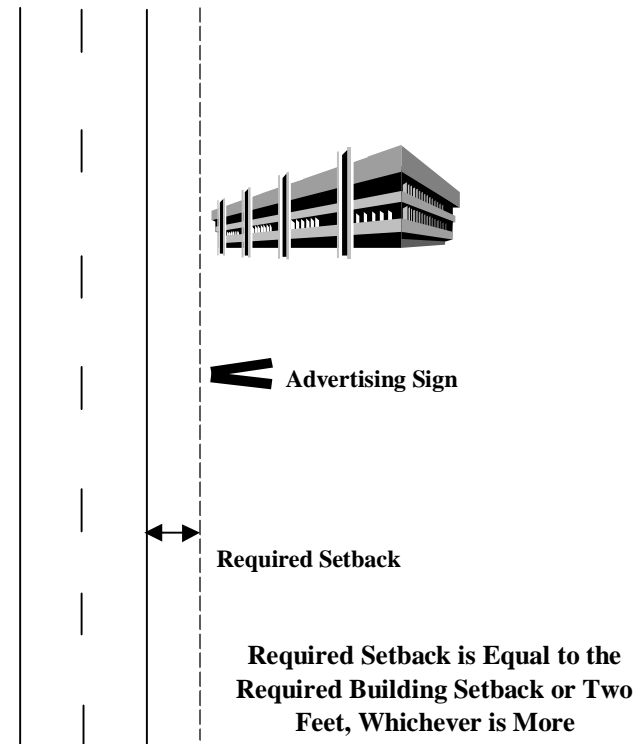 Advertising Sign
Required Setback
Required Setback is Equal to the
Required Building Setback or Two
Feet, Whichever is More